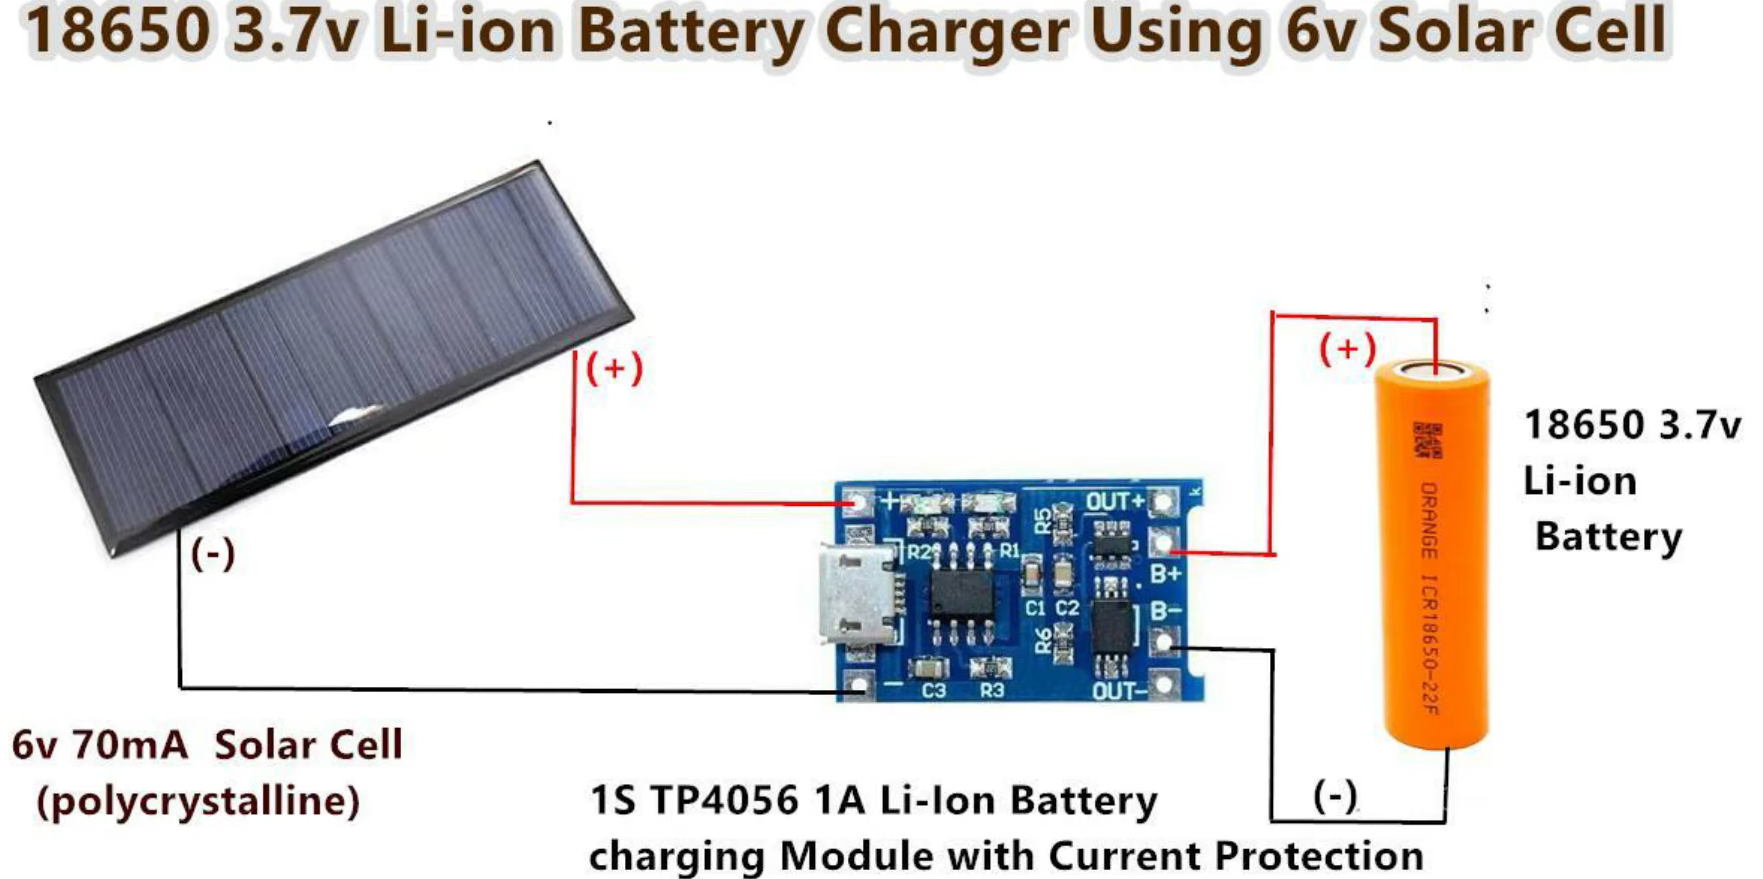 18650 3.7v Li-ion Battery Charger Using 6v Solar Cell
(+)
(-)
6v 70mA Solar Cell
(polycrystalline)
+
R2
R1
R5
OUT+
k
B+
B-
C1 C2
R6
C3
R3
-
OUT-
1S TP4056 1A Li-Ion Battery
charging Module with Current Protection
(+)
(-)
ORANGE ICR18650-22F
18650 3.7v
Li-ion
Battery